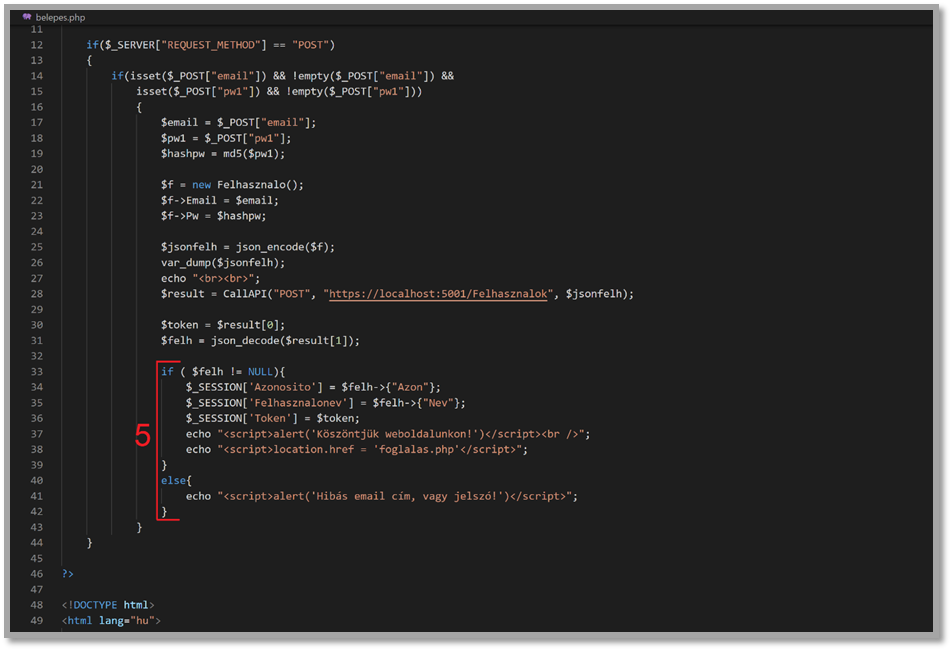 belepes.php
11
12 if($_SERVER["REQUEST_METHOD"] == "POST")
13 {
14 if(isset($_POST["email"]) && !empty($_POST["email"]) &&
15 isset($_POST["pw1"]) && !empty($_POST["pw1"]))
16 {
17 $email = $_POST["email"];
18 $pw1 = $_POST["pw1"];
19 $hashpw = md5($pw1);
20
21 $f = new Felhasznalo();
22 $f->Email = $email;
23 $f->Pw = $hashpw;
24
25 $jsonfelh = json_encode($f);
26 var_dump($jsonfelh);
27 echo "<br><br>";
28 $result = CallAPI("POST", "https://localhost:5001/Felhasznalok", $jsonfelh);
29
30 $token = $result[0];
31 $felh = json_decode($result[1]);
32
33 if ( $felh != NULL){
34 $_SESSION['Azonosito'] = $felh->{"Azon"};
35 $_SESSION['Felhasznalonev'] = $felh->{"Nev"};
36 $_SESSION['Token'] = $token;
5
37 echo "<script>alert('Köszöntjük weboldalunkon!')</script><br />";
38 echo "<script>location.href = 'foglalas.php'</script>";
39 }
40 else{
41 echo "<script>alert('Hibás email cím, vagy jelszó!')</script>";
42 }
43 }
44 }
45
46 ?>
47
48 <!DOCTYPE html>
49 <html lang="hu">